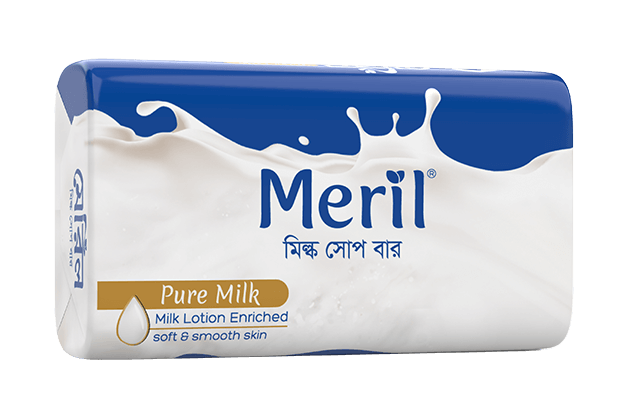 Meril®
মিল্ক সোপ বার
Pure Milk
Milk Lotion Enriched
soft & smooth skin
মেরিল
মিল্ক সোপ বার